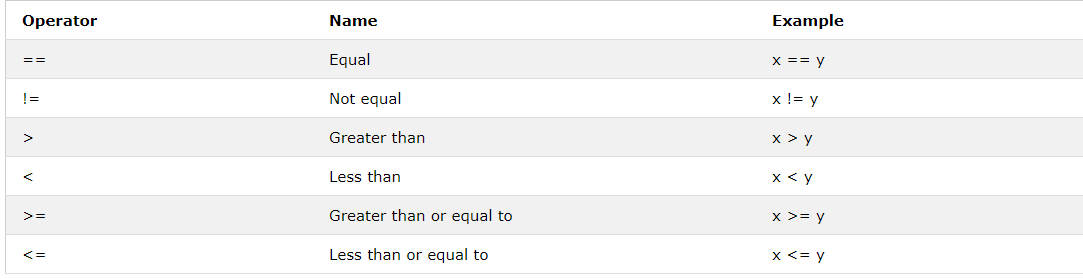 Operator Name Example
== Equal x == y
!= Not equal x != y
> Greater than x > y
< Less than x < y
>= Greater than or equal to x >= y
<= Less than or equal to x <= y